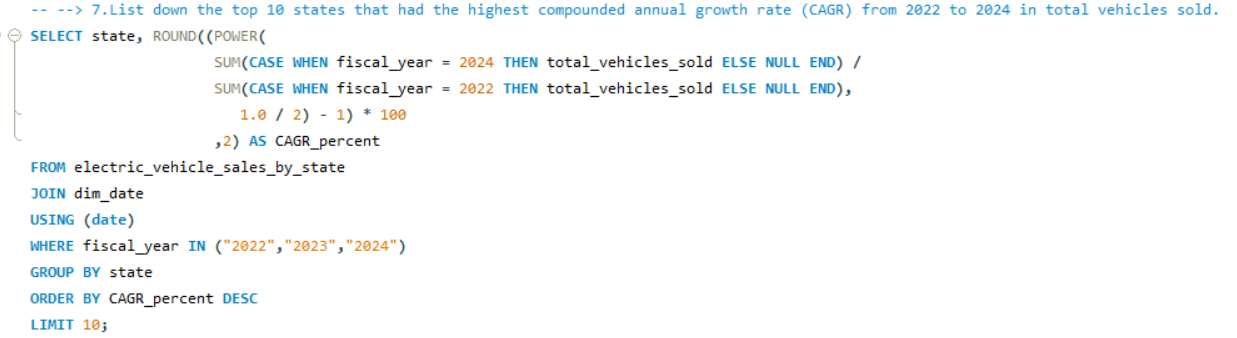 -- --> 7.List down the top 10 states that had the highest compounded annual growth rate (CAGR) from 2022 to 2024 in total vehicles sold.
SELECT state, ROUND((POWER(
SUM(CASE WHEN fiscal_year = 2024 THEN total_vehicles_sold ELSE NULL END) /
SUM(CASE WHEN fiscal_year = 2022 THEN total_vehicles_sold ELSE NULL END),
1.0 / 2) - 1) * 100
,2) AS CAGR_percent
FROM electric_vehicle_sales_by_state
JOIN dim_date
USING (date)
WHERE fiscal_year IN ("2022","2023","2024")
GROUP BY state
ORDER BY CAGR_percent DESC
LIMIT 10;